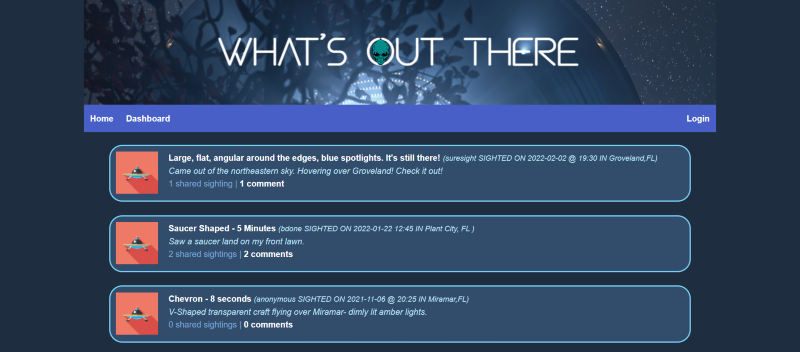 WHAT'S OUT THERE
Home Dashboard Login
Large, flat, angular around the edges, blue spotlights. It's still there! (suresight SIGHTED ON 2022-02-02 @ 19:30 IN Groveland,FL)
Came out of the northeastern sky. Hovering over Groveland! Check it out!
1 shared sighting | 1 comment
Saucer Shaped - 5 Minutes (bdone SIGHTED ON 2022-01-22 12:45 IN Plant City, FL )
Saw a saucer land on my front lawn.
2 shared sightings | 2 comments
Chevron - 8 seconds (anonymous SIGHTED ON 2021-11-06 @ 20:25 IN Miramar,FL)
V-Shaped transparent craft flying over Miramar- dimly lit amber lights.
0 shared sightings | 0 comments